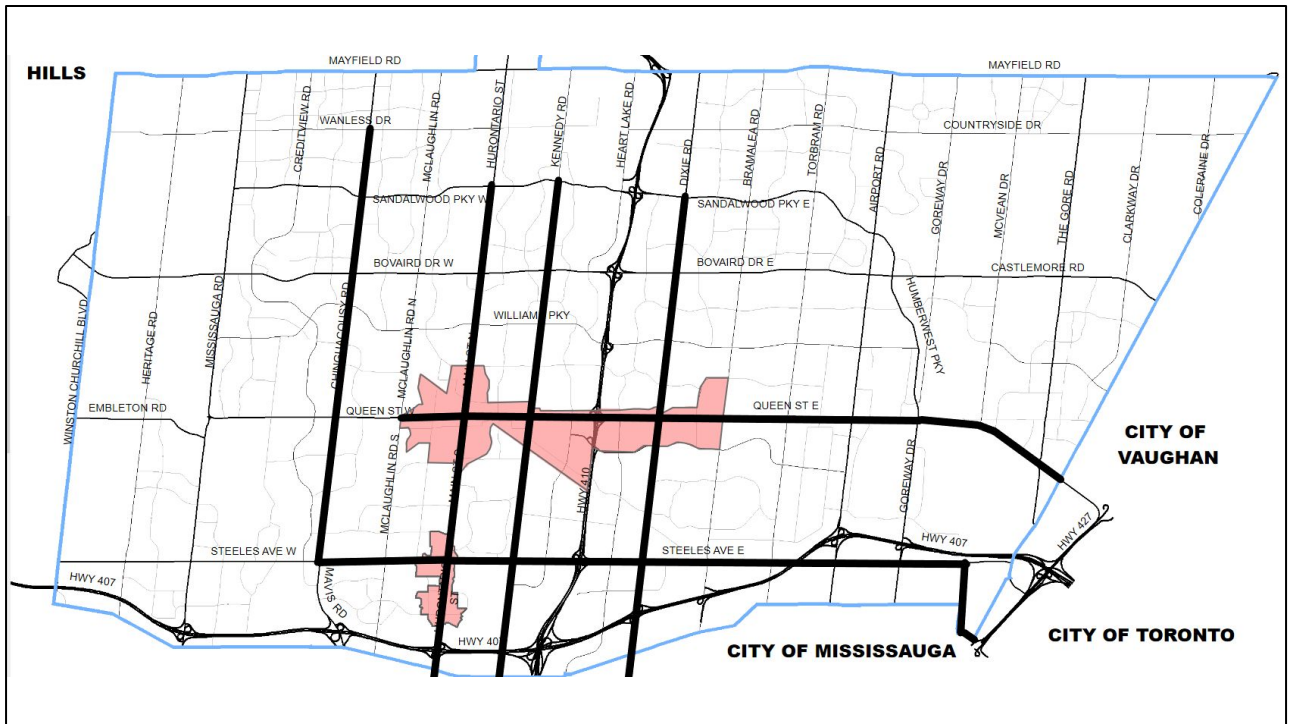 MAYFIELD RD
MAYFIELD RD
HILLS
CREDITVIEW RD
WANLESS DR
MCLAUGHLIN RD
HURONTARIO ST
KENNEDY RD
HEART LAKE RD
DIXIE RD
BRAMALEA RD
TORBRAM RD
AIRPORT RD
COUNTRYSIDE DR
GOREWAY DR
MCVEAN DR
THE GORE RD
CLARKWAY DR
COLERAINE DR
SANDALWOOD PKY W
SANDALWOOD PKY E
BOVAIRD DR W
BOVAIRD DR E
CASTLEMORE RD
WINSTON CHURCHILL BLVD
HERITAGE RD
MISSISSAUGA RD
CHINGUACOUSY RD
MCLAUGHLIN RD N
HUMBERWEST PKY
PKY
EMBLETON RD
QUEEN ST W
QUEEN ST E
CITY OF
VAUGHAN
MCLAUGHLIN RD S
HWY 410
GOREWAY DR
HWY 427
STEELES AVE W
STEELES AVE E
HWY 407
HWY 407
MAVIS RD
ST
CITY OF TORONTO
CITY OF MISSISSAUGA